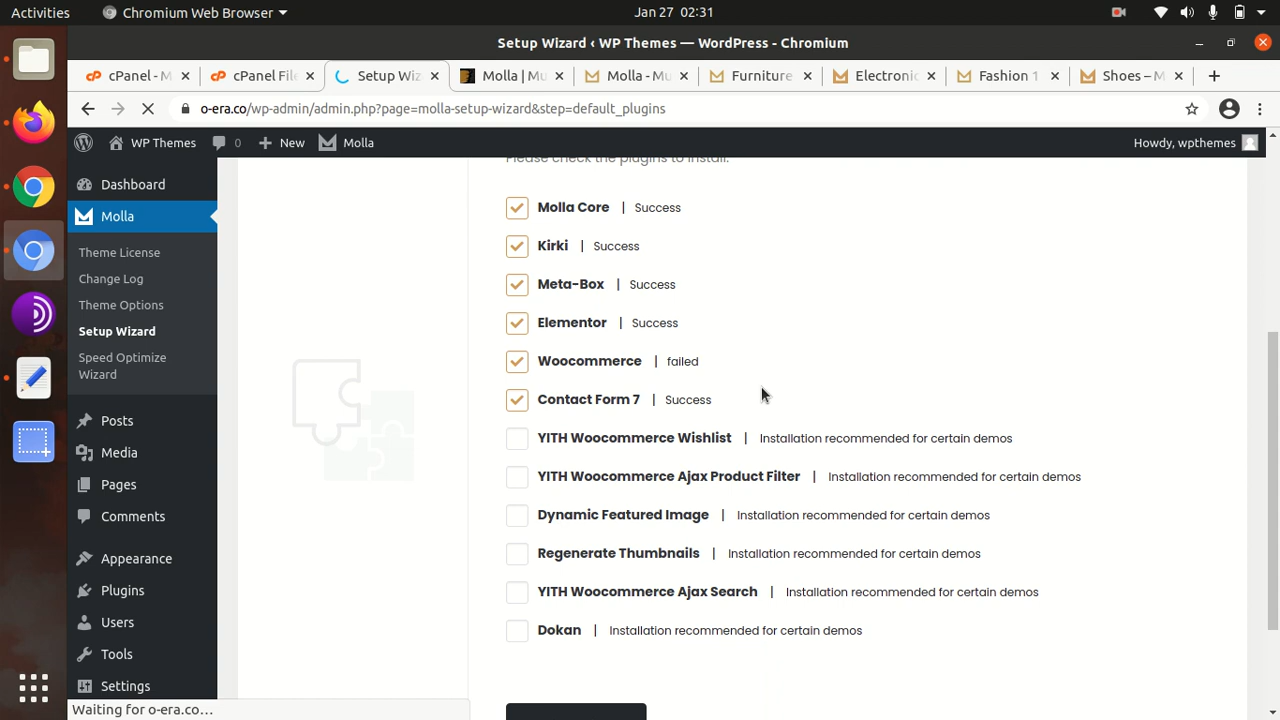 Activities Chromium Web Browser Jan 27 02:31
Setup Wizard ‹ WP Themes — WordPress - Chromium
cPanel - M cPanel File Setup Wiz Molla | Mu Molla - Mu Furniture Electronic Fashion 1 Shoes – M
o-era.co/wp-admin/admin.php?page=molla-setup-wizard&step=default_plugins
WP Themes 0 New Molla Howdy, wpthemes
Dashboard
Molla
Theme License
Change Log
Theme Options
Setup Wizard
Speed Optimize
Wizard
Posts
Media
Pages
Comments
Appearance
Plugins
Users
Tools
Settings
Please check the plugins to install.
Molla Core | Success
Kirki | Success
Meta-Box | Success
Elementor | Success
Woocommerce | failed
Contact Form 7 | Success
YITH Woocommerce Wishlist | Installation recommended for certain demos
YITH Woocommerce Ajax Product Filter | Installation recommended for certain demos
Dynamic Featured Image | Installation recommended for certain demos
Regenerate Thumbnails | Installation recommended for certain demos
YITH Woocommerce Ajax Search | Installation recommended for certain demos
Dokan | Installation recommended for certain demos
Waiting for o-era.co...